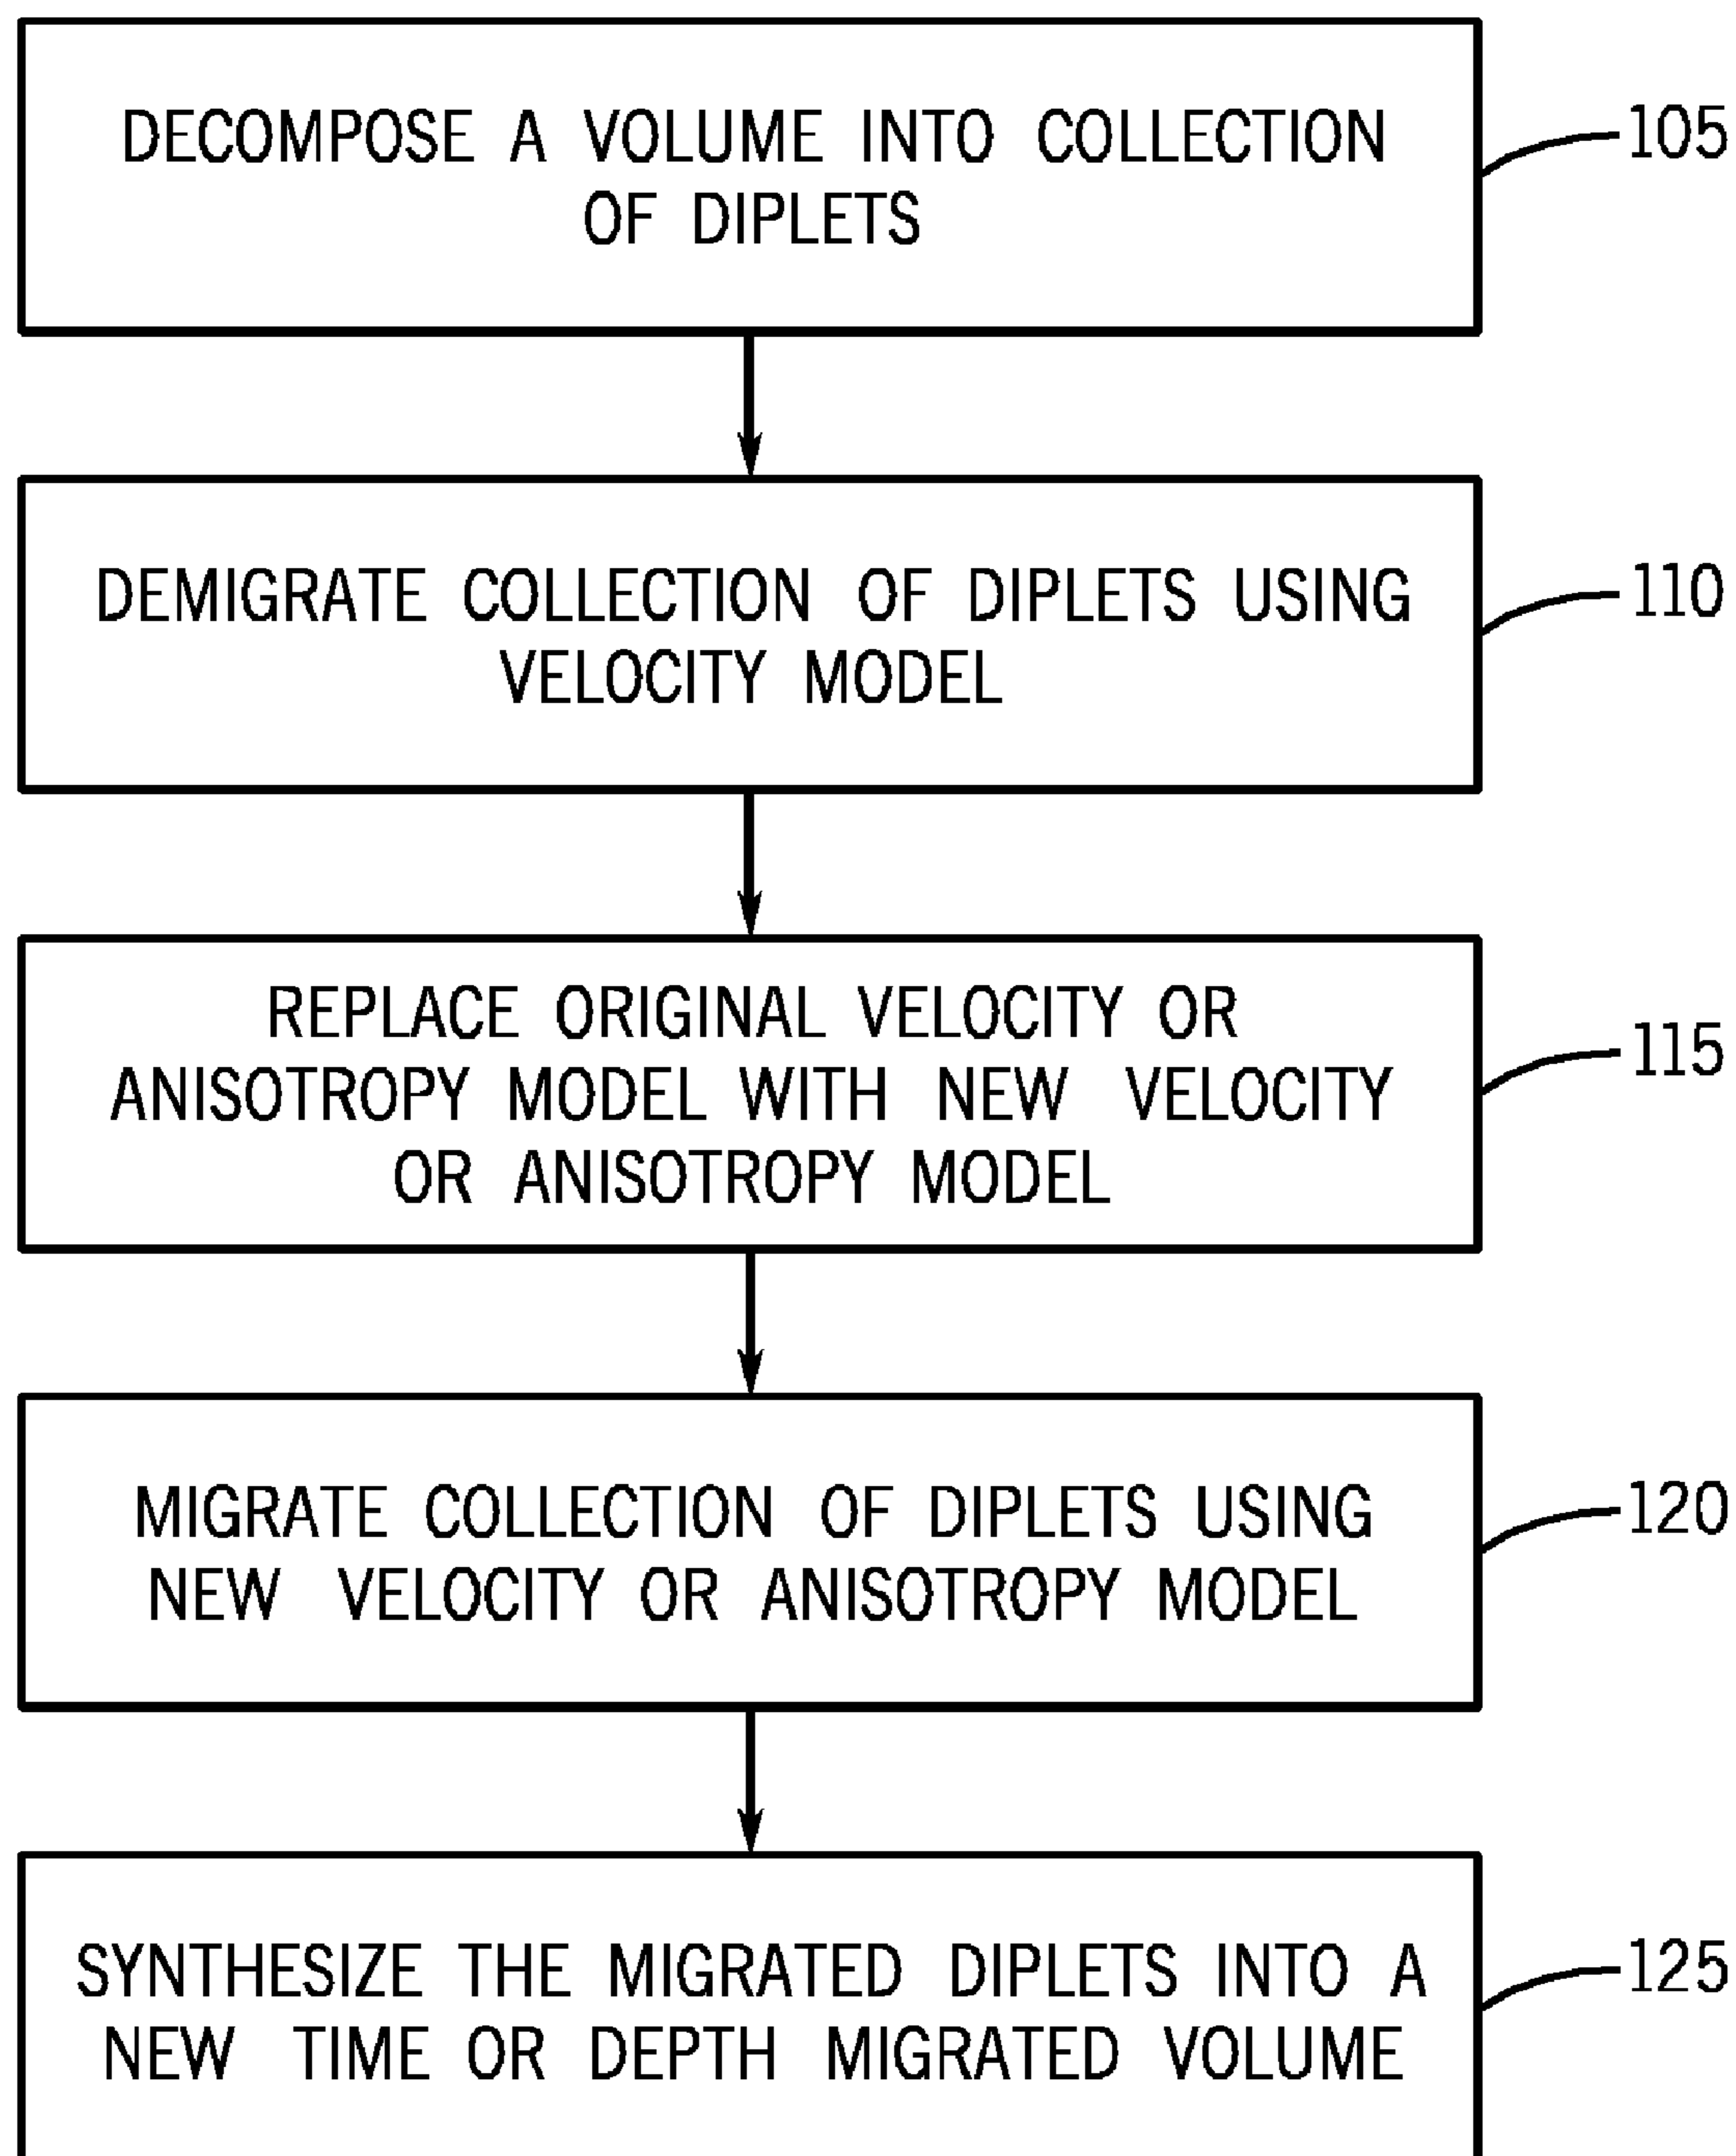 DECOMPOSE A VOLUME INTO COLLECTION
OF DIPLETS
105
DEMIGRATE COLLECTION OF DIPLETS USING
VELOCITY MODEL
110
REPLACE ORIGINAL VELOCITY OR
ANISOTROPY MODEL WITH NEW VELOCITY
OR ANISOTROPY MODEL
115
MIGRATE COLLECTION OF DIPLETS USING
NEW VELOCITY OR ANISOTROPY MODEL
120
SYNTHESIZE THE MIGRATED DIPLETS INTO A
NEW TIME OR DEPTH MIGRATED VOLUME
125